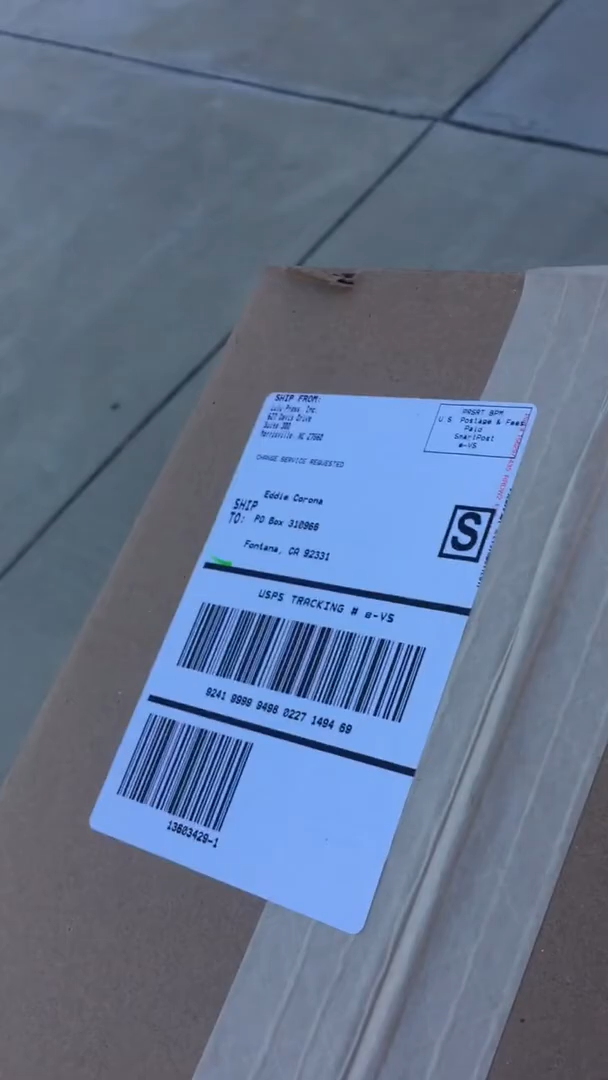 SHIP FROM:
Lulu Press, Inc.
627 Davis Drive
Suite 300
Morrisville, NC 27560
PRSRT BPM
U.S. Postage & Fees
Paid
SmartPost
e-VS
CHANGE SERVICE REQUESTED
SHIP
TO:
Eddie Corona
PO Box 310968
Fontana, CA 92331
S
USPS TRACKING # e-VS
9241 9999 9498 0227 1494 69
13603429-1